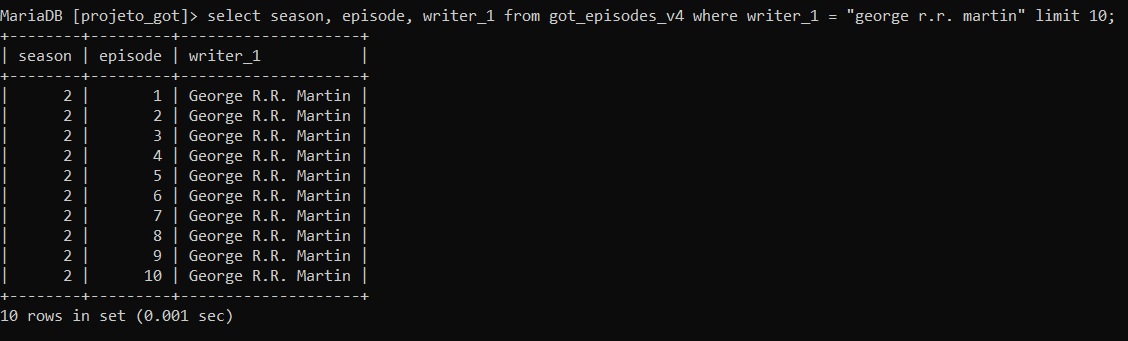 MariaDB [projeto_got]> select season, episode, writer_1 from got_episodes_v4 where writer_1 = "george r.r. martin" limit 10;
+--------+---------+--------------------+
| season | episode | writer_1           |
+--------+---------+--------------------+
|      2 |       1 | George R.R. Martin |
|      2 |       2 | George R.R. Martin |
|      2 |       3 | George R.R. Martin |
|      2 |       4 | George R.R. Martin |
|      2 |       5 | George R.R. Martin |
|      2 |       6 | George R.R. Martin |
|      2 |       7 | George R.R. Martin |
|      2 |       8 | George R.R. Martin |
|      2 |       9 | George R.R. Martin |
|      2 |      10 | George R.R. Martin |
+--------+---------+--------------------+
10 rows in set (0.001 sec)